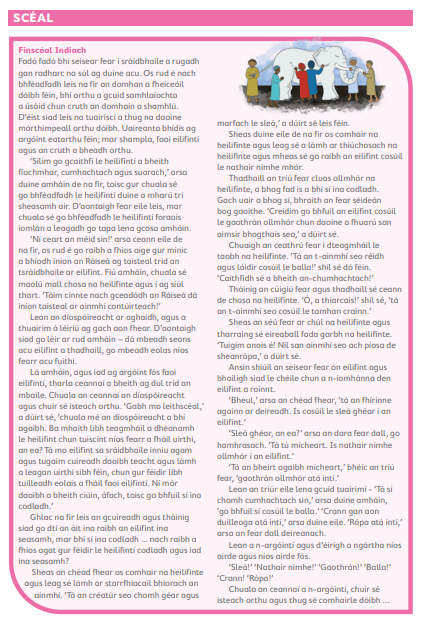 SCÉAL
Finscéal Indiach
Fadó fadó bhí seisear fear i sráidbhaile a rugadh
gan radharc na súl ag duine acu. Os rud é nach
bhféadfadh leis na fir an domhan a fheiceáil
dóibh féin, bhí orthu a gcuid samhlaíochta
a úsáid chun cruth an domhain a shamhlú.
D'éist siad leis na tuairiscí a thug na daoine
mórthimpeall orthu dóibh. Uaireanta bhídís ag
argóint eatarthu féin; mar shampla, faoi eilifintí
agus an cruth a bheadh orthu.
'Sílim go gcaithfí le heilifintí a bheith
fíochmhar, cumhachtach agus suarach,' arsa
duine amháin de na fir, toisc gur chuala sé
go bhféadfadh le heilifintí duine a mharú trí
sheasamh air. D'aontaigh fear eile leis, mar
chuala sé go bhféadfadh le heilifintí foraois
iomlán a leagadh go tapa lena gcosa amháin.
'Ní ceart an méid sin!' arsa ceann eile de
na fir, os rud é go raibh a fhios aige gur minic
a bhíodh iníon an Ráiseá ag taisteal tríd an
tsráidbhaile ar eilifint. Fiú amháin, chuala sé
maolú mall chosa na heilifinte agus í ag siúl
thart. 'Táim cinnte nach gceadódh an Ráiseá dá
iníon taisteal ar ainmhí contúirteach!'
Lean an díospóireacht ar aghaidh, agus a
thuairim á léiriú ag gach aon fhear. D'aontaigh
siad go léir ar rud amháin – dá mbeadh seans
acu eilifint a thadhaill, go mbeadh eolas níos
fearr acu fúithi.
Lá amháin, agus iad ag argóint fós faoi
eilifintí, tharla ceannaí a bheith ag dul tríd an
mbaile. Chuala an ceannaí an díospóireacht
agus chuir sé isteach orthu. 'Gabh mo leithscéal,'
a dúirt sé, 'chuala mé an díospóireacht a bhí
agaibh. Ba mhaith libh teagmháil a dhéanamh
le heilifint chun tuiscint níos fearr a fháil uirthi,
an ea? Tá mo eilifint sa sráidbhaile inniu agam
agus tugaim cuireadh daoibh teacht agus lámh
a leagan uirthi sibh féin, chun gur féidir libh
tuilleadh eolais a fháil faoi eilifintí. Ní mór
daoibh a bheith ciúin, áfach, toisc go bhfuil sí ina
codladh.'
Ghlac na fir leis an gcuireadh agus tháinig
siad go dtí an áit ina raibh an eilifint ina
seasamh, mar bhí sí ina codladh ... nach raibh a
fhios agat gur féidir le heilifintí codladh agus iad
ina seasamh?
Sheas an chéad fhear os comhair na heilifinte
agus leag sé lámh ar starrfhiacail bhiorach an
ainmhí. 'Tá an créatúr seo chomh géar agus
marfach le sleá,' a dúirt sé leis féin.
Sheas duine eile de na fir os comhair na
heilifinte agus leag sé a lámh ar thiúchosach na
heilifinte agus mheas sé go raibh an eilifint cosúil
le nathair nimhe mhór.
Thadhaill an tríú fear cluas ollmhór na
heilifinte, a bhog fad is a bhí sí ina codladh.
Gach uair a bhog sí, bhraith an fear séideán
bog gaoithe. 'Creidim go bhfuil an eilifint cosúil
le gaothrán ollmhór chun daoine a fhuarú san
aimsir bhogthais seo,' a dúirt sé.
Chuaigh an ceathrú fear i dteagmháil le
taobh na heilifinte. 'Tá an t-ainmhí seo réidh
agus láidir cosúil le balla!' shíl sé dó féin.
'Caithfidh sé a bheith an-chumhachtach!'
Tháinig an cúigiú fear agus thadhaill sé ceann
de chosa na heilifinte. 'Ó, a thiarcais!' shíl sé, 'tá
an t-ainmhí seo cosúil le tamhan crainn.'
Sheas an séú fear ar chúl na heilifinte agus
tharraing sé eireaball fada garbh na heilifinte.
'Tuigim anois é! Níl san ainmhí seo ach píosa de
sheanrópa,' a dúirt sé.
Ansin shiúil an seisear fear ón eilifint agus
bhailigh siad le chéile chun a n-iomhánna den
eilifint a roinnt.
'Bheul,' arsa an chéad fhear, 'tá an fhírinne
againn ar deireadh. Is cosúil le sleá ghéar í an
eilifint.'
'Sleá ghéar, an ea?' arsa an dara fear dall, go
hamhrasach. 'Tá tú mícheart. Is nathair nimhe
ollmhór í an eilifint.'
'Tá an bheirt agaibh mícheart,' bhéic an tríú
fear, 'gaothrán ollmhór atá inti.'
Lean an triúr eile lena gcuid tuairimí – 'Tá sí
chomh cumhachtach sin,' arsa duine amháin,
'go bhfuil sí cosúil le balla.' 'Crann gan aon
duilleoga atá inti,' arsa duine eile. 'Rópa atá inti,'
arsa an fear dall deireanach.
Lean a n-argóintí agus d'éirigh a ngártha níos
airde agus níos airde fós.
'Sleá!' 'Nathair nimhe!' 'Gaothrán!' 'Balla!'
'Crann! 'Rópa!'
Chuala an ceannaí a n-argóintí, chuir sé
isteach orthu agus thug sé comhairle dóibh ...